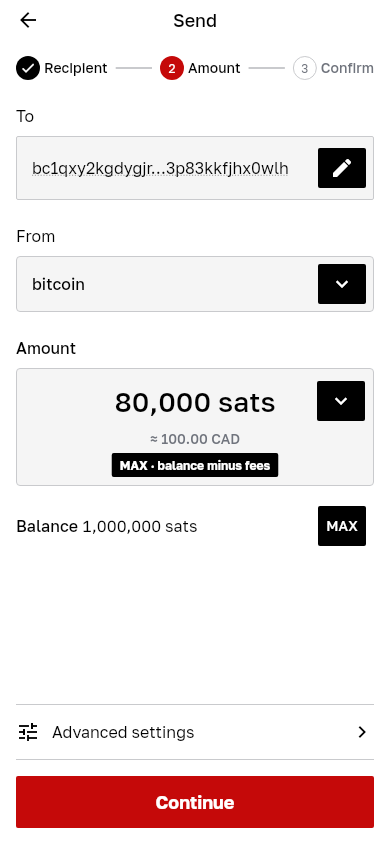 Send
Recipient
2 Amount
3 Confirm
To
bc1qxy2kgdygjr...3p83kkfjhx0wlh
From
bitcoin
Amount
80,000 sats
≈ 100.00 CAD
MAX · balance minus fees
Balance 1,000,000 sats
MAX
Advanced settings
Continue